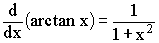 d/dx (arctan x) = 1/(1 + x²)